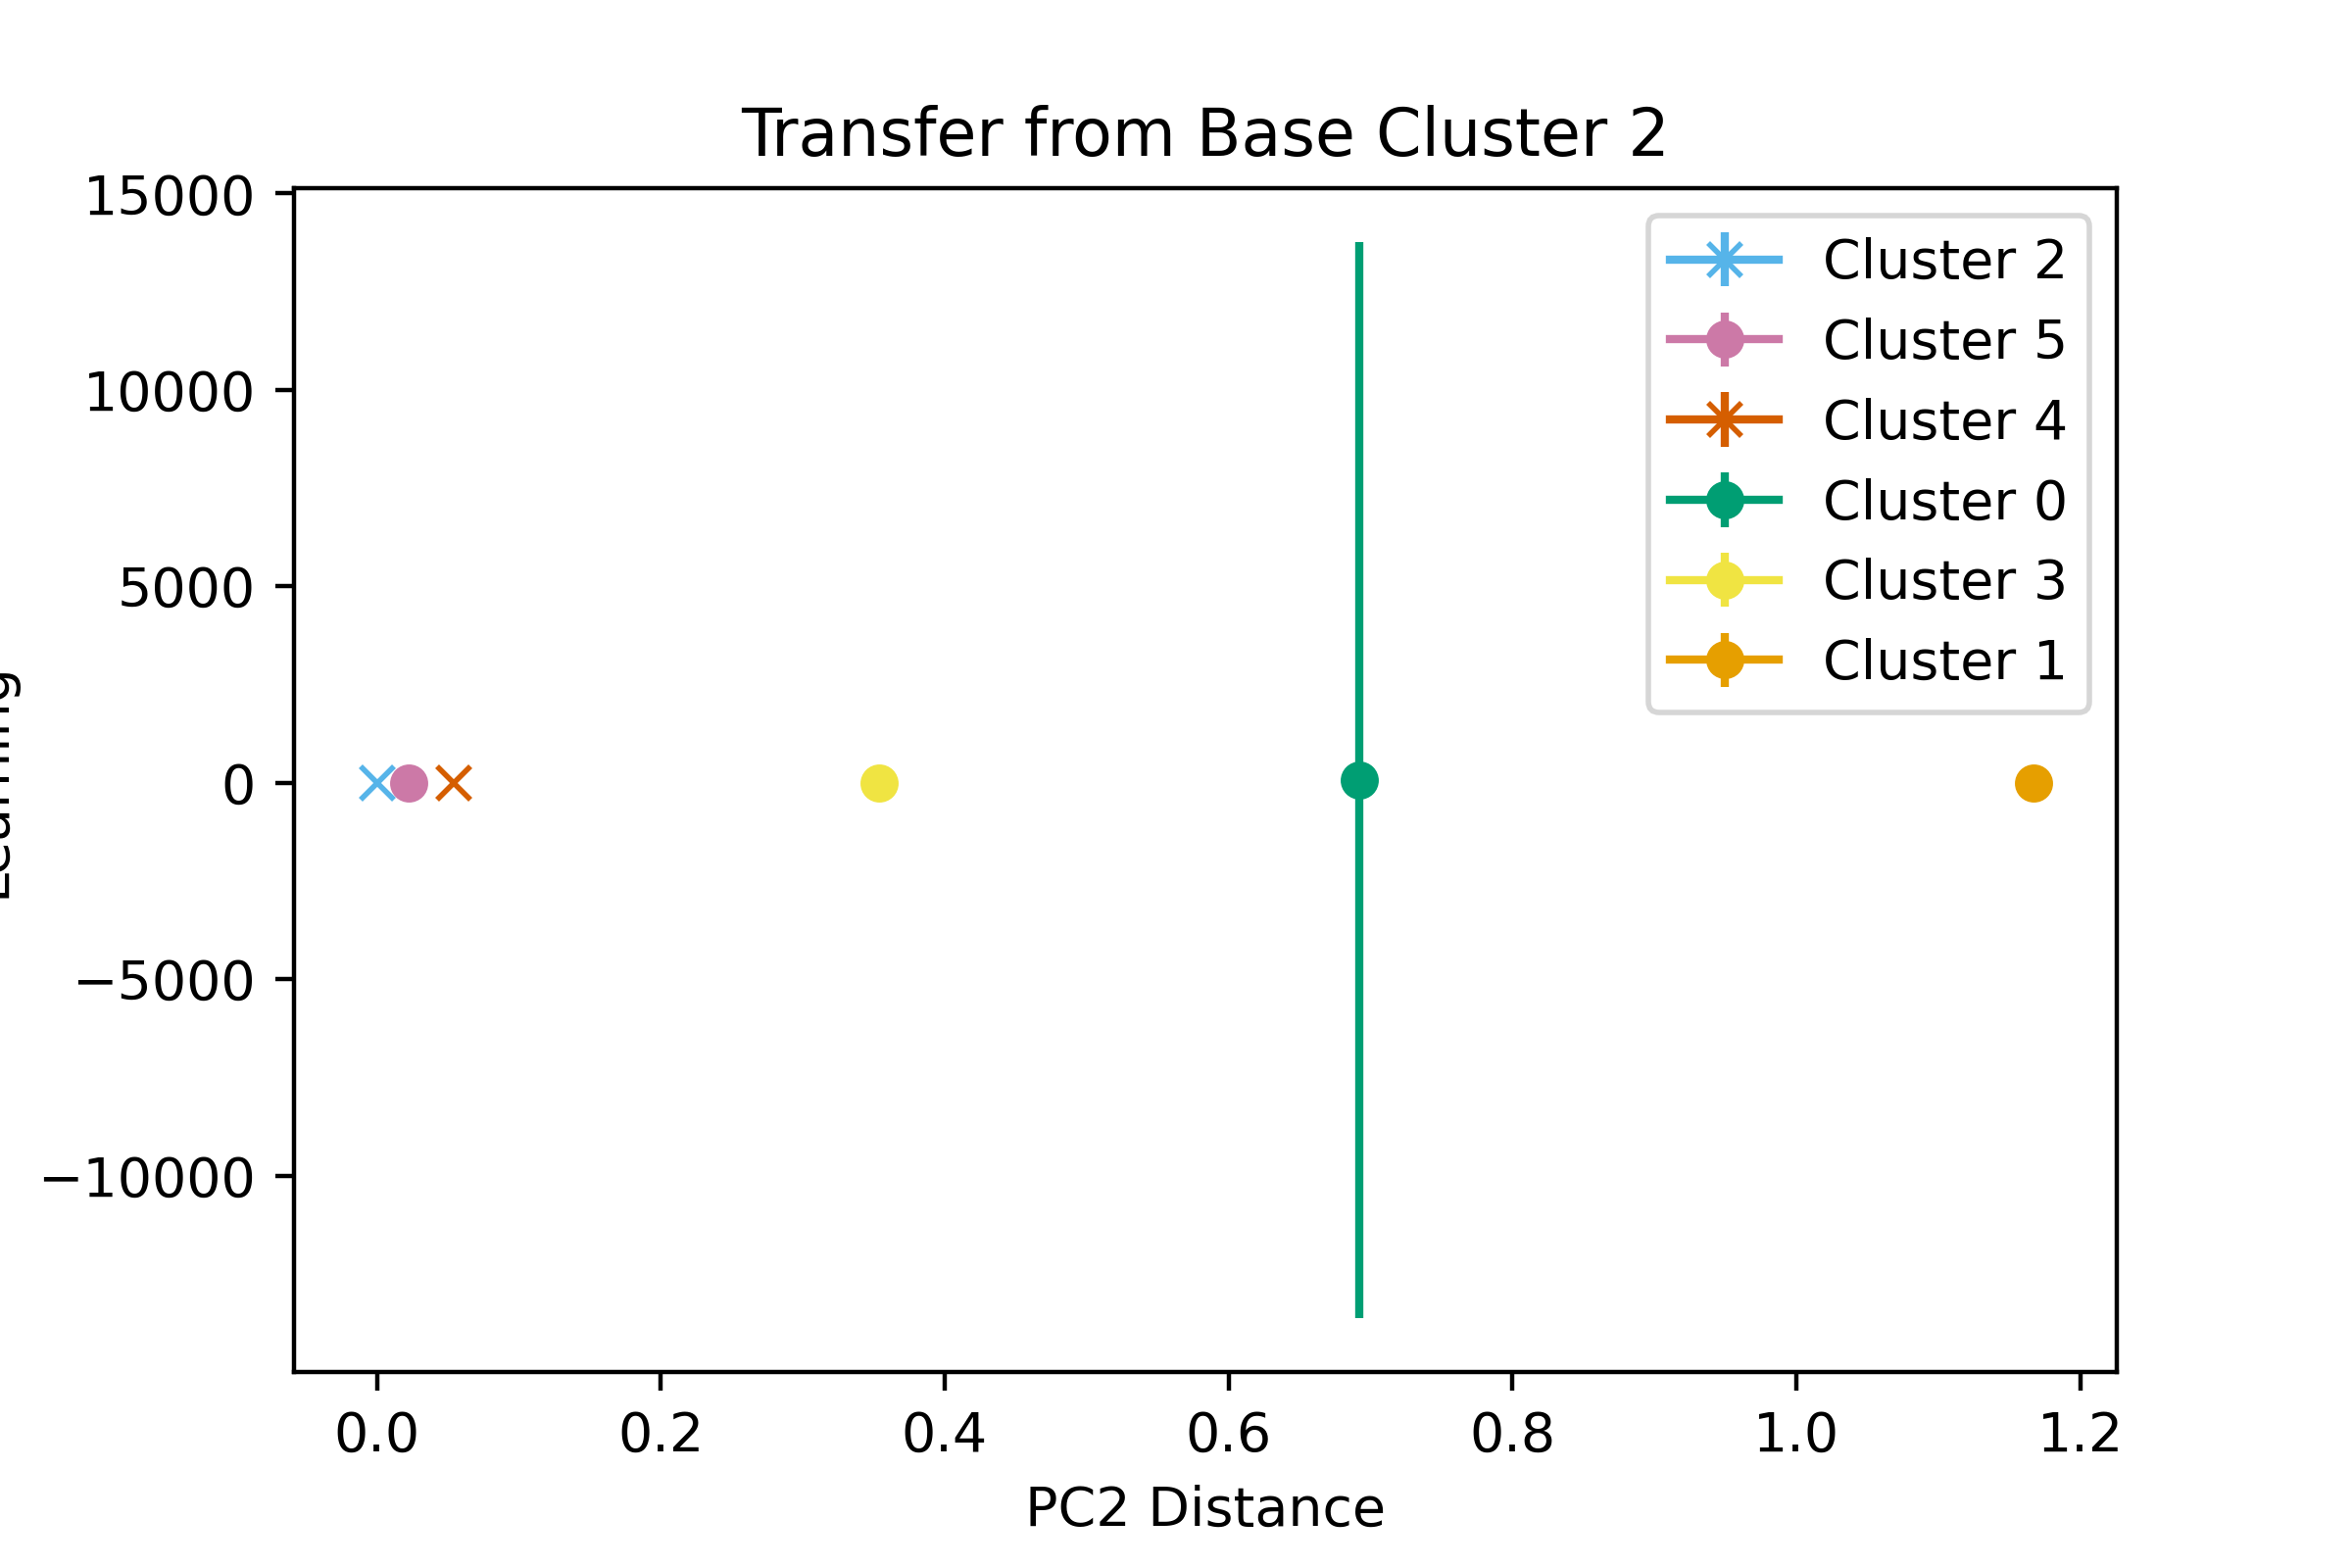 Transfer from Base Cluster 2
15000
10000
5000
0
−5000
−10000
Cluster 2
Cluster 5
Cluster 4
Cluster 0
Cluster 3
Cluster 1
0.0 0.2 0.4 0.6 0.8 1.0 1.2
PC2 Distance